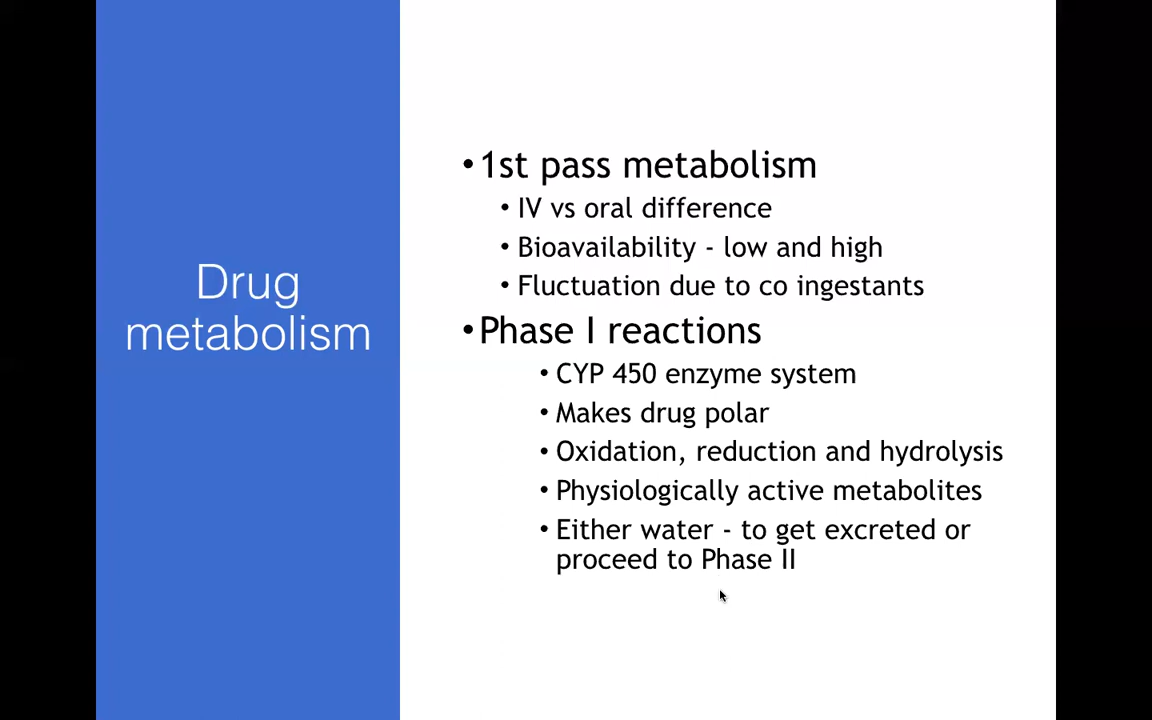 Drug
metabolism
•1st pass metabolism
• IV vs oral difference
• Bioavailability - low and high
• Fluctuation due to co ingestants
•Phase I reactions
• CYP 450 enzyme system
• Makes drug polar
• Oxidation, reduction and hydrolysis
• Physiologically active metabolites
• Either water - to get excreted or
proceed to Phase II